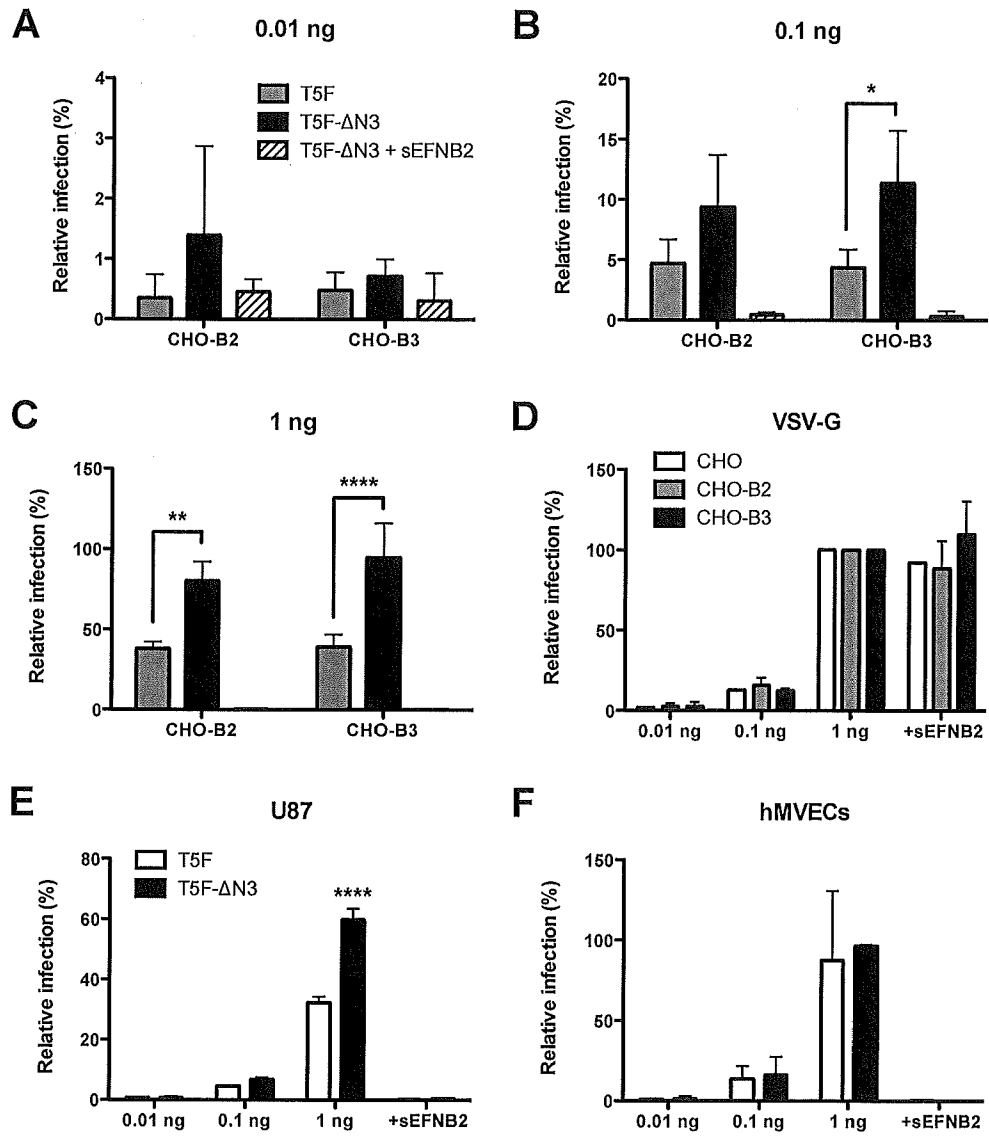 A
0.01 ng
Relative infection (%)
4
3
2
1
0
T5F
T5F-ΔN3
T5F-ΔN3 + sEFNB2
CHO-B2
CHO-B3
B
0.1 ng
Relative infection (%)
20
15
10
5
0
*
CHO-B2
CHO-B3
C
1 ng
Relative infection (%)
150
100
50
0
**
****
CHO-B2
CHO-B3
D
VSV-G
Relative infection (%)
150
100
50
0
CHO
CHO-B2
CHO-B3
0.01 ng
0.1 ng
1 ng
+sEFNB2
E
U87
Relative infection (%)
80
60
40
20
0
T5F
T5F-ΔN3
****
0.01 ng
0.1 ng
1 ng
+sEFNB2
F
hMVECs
Relative infection (%)
150
100
50
0
0.01 ng
0.1 ng
1 ng
+sEFNB2